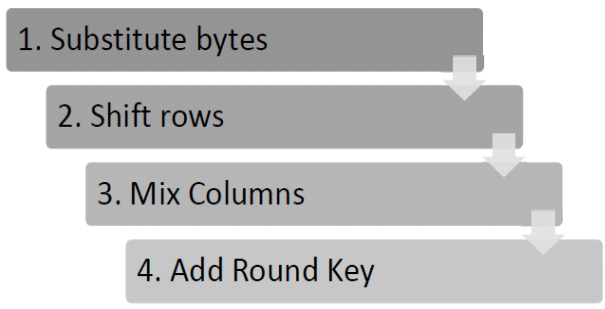 1. Substitute bytes
2. Shift rows
3. Mix Columns
4. Add Round Key